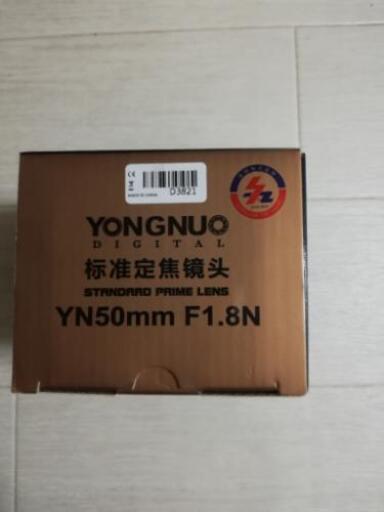 D3821
YONGNUO
DIGITAL
标准定焦镜头
STANDARD PRIME LENS
YN50mm F1.8N